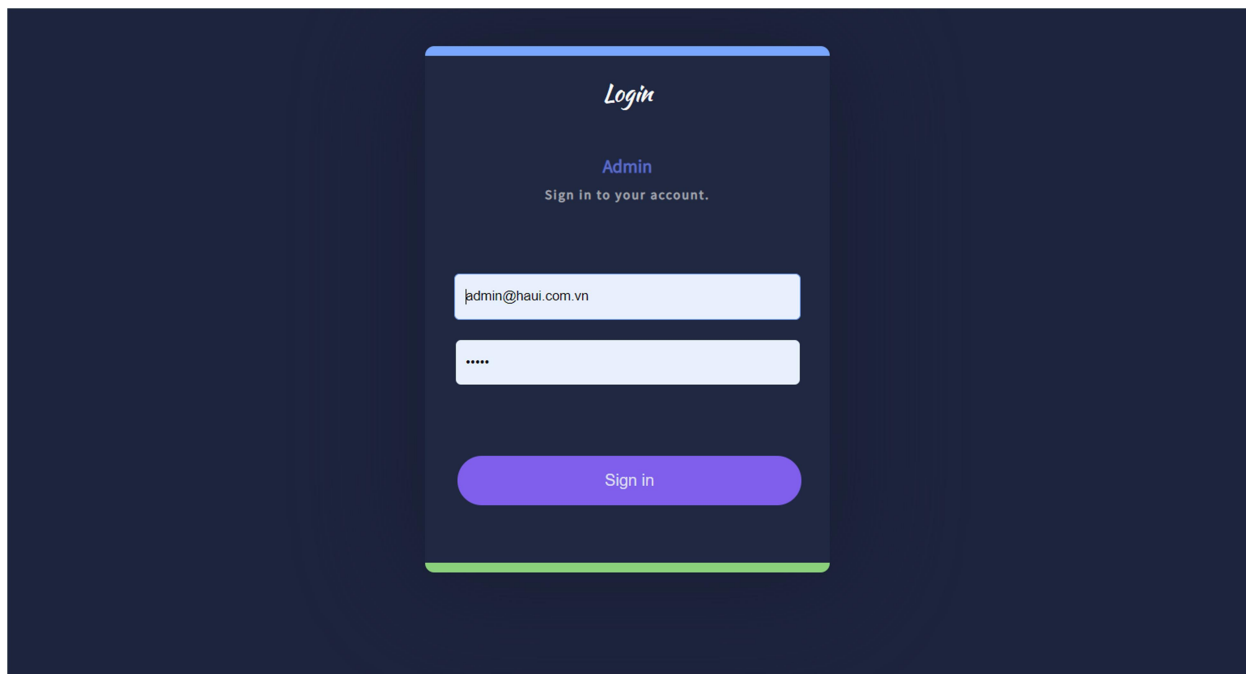 Login
Admin
Sign in to your account.
admin@haui.com.vn
•••••
Sign in